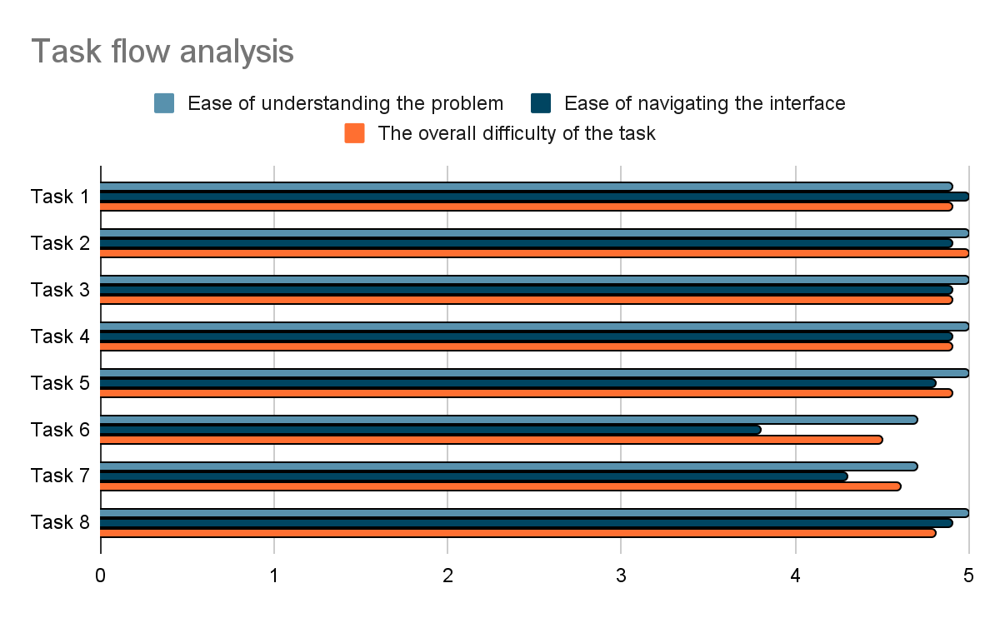 Task flow analysis
Ease of understanding the problem
Ease of navigating the interface
The overall difficulty of the task
Task 1
Task 2
Task 3
Task 4
Task 5
Task 6
Task 7
Task 8
0 1 2 3 4 5